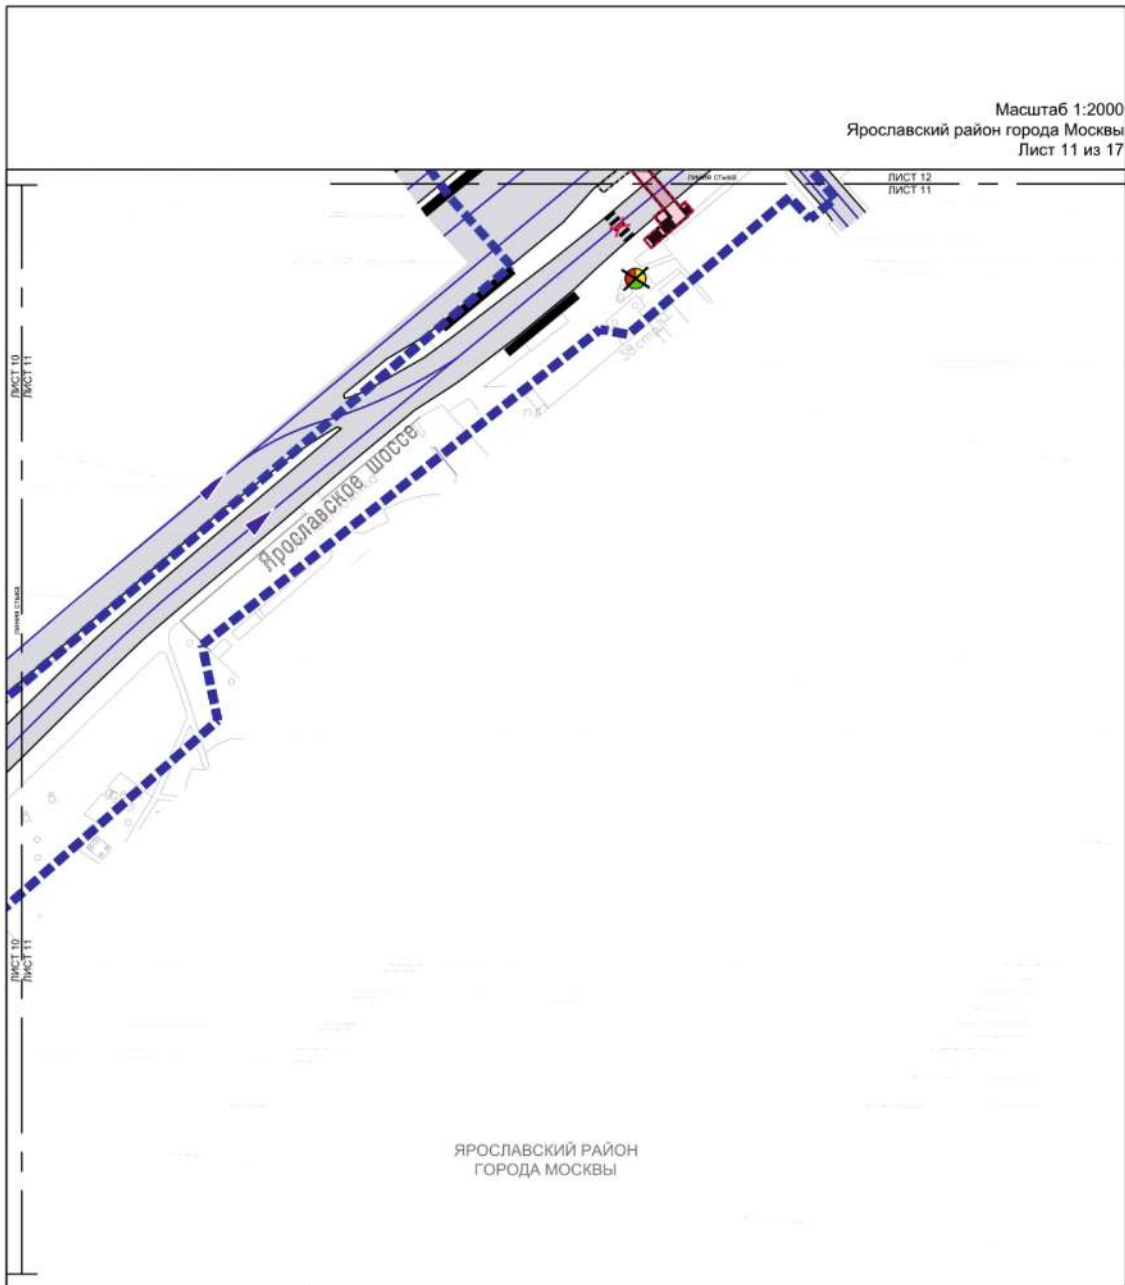 Масштаб 1:2000
Ярославский район города Москвы
Лист 11 из 17
линия стыка
ЛИСТ 12
ЛИСТ 11
ЛИСТ 10
ЛИСТ 11
Ярославское шоссе
линия стыка
ЛИСТ 10
ЛИСТ 11
ЯРОСЛАВСКИЙ РАЙОН
ГОРОДА МОСКВЫ